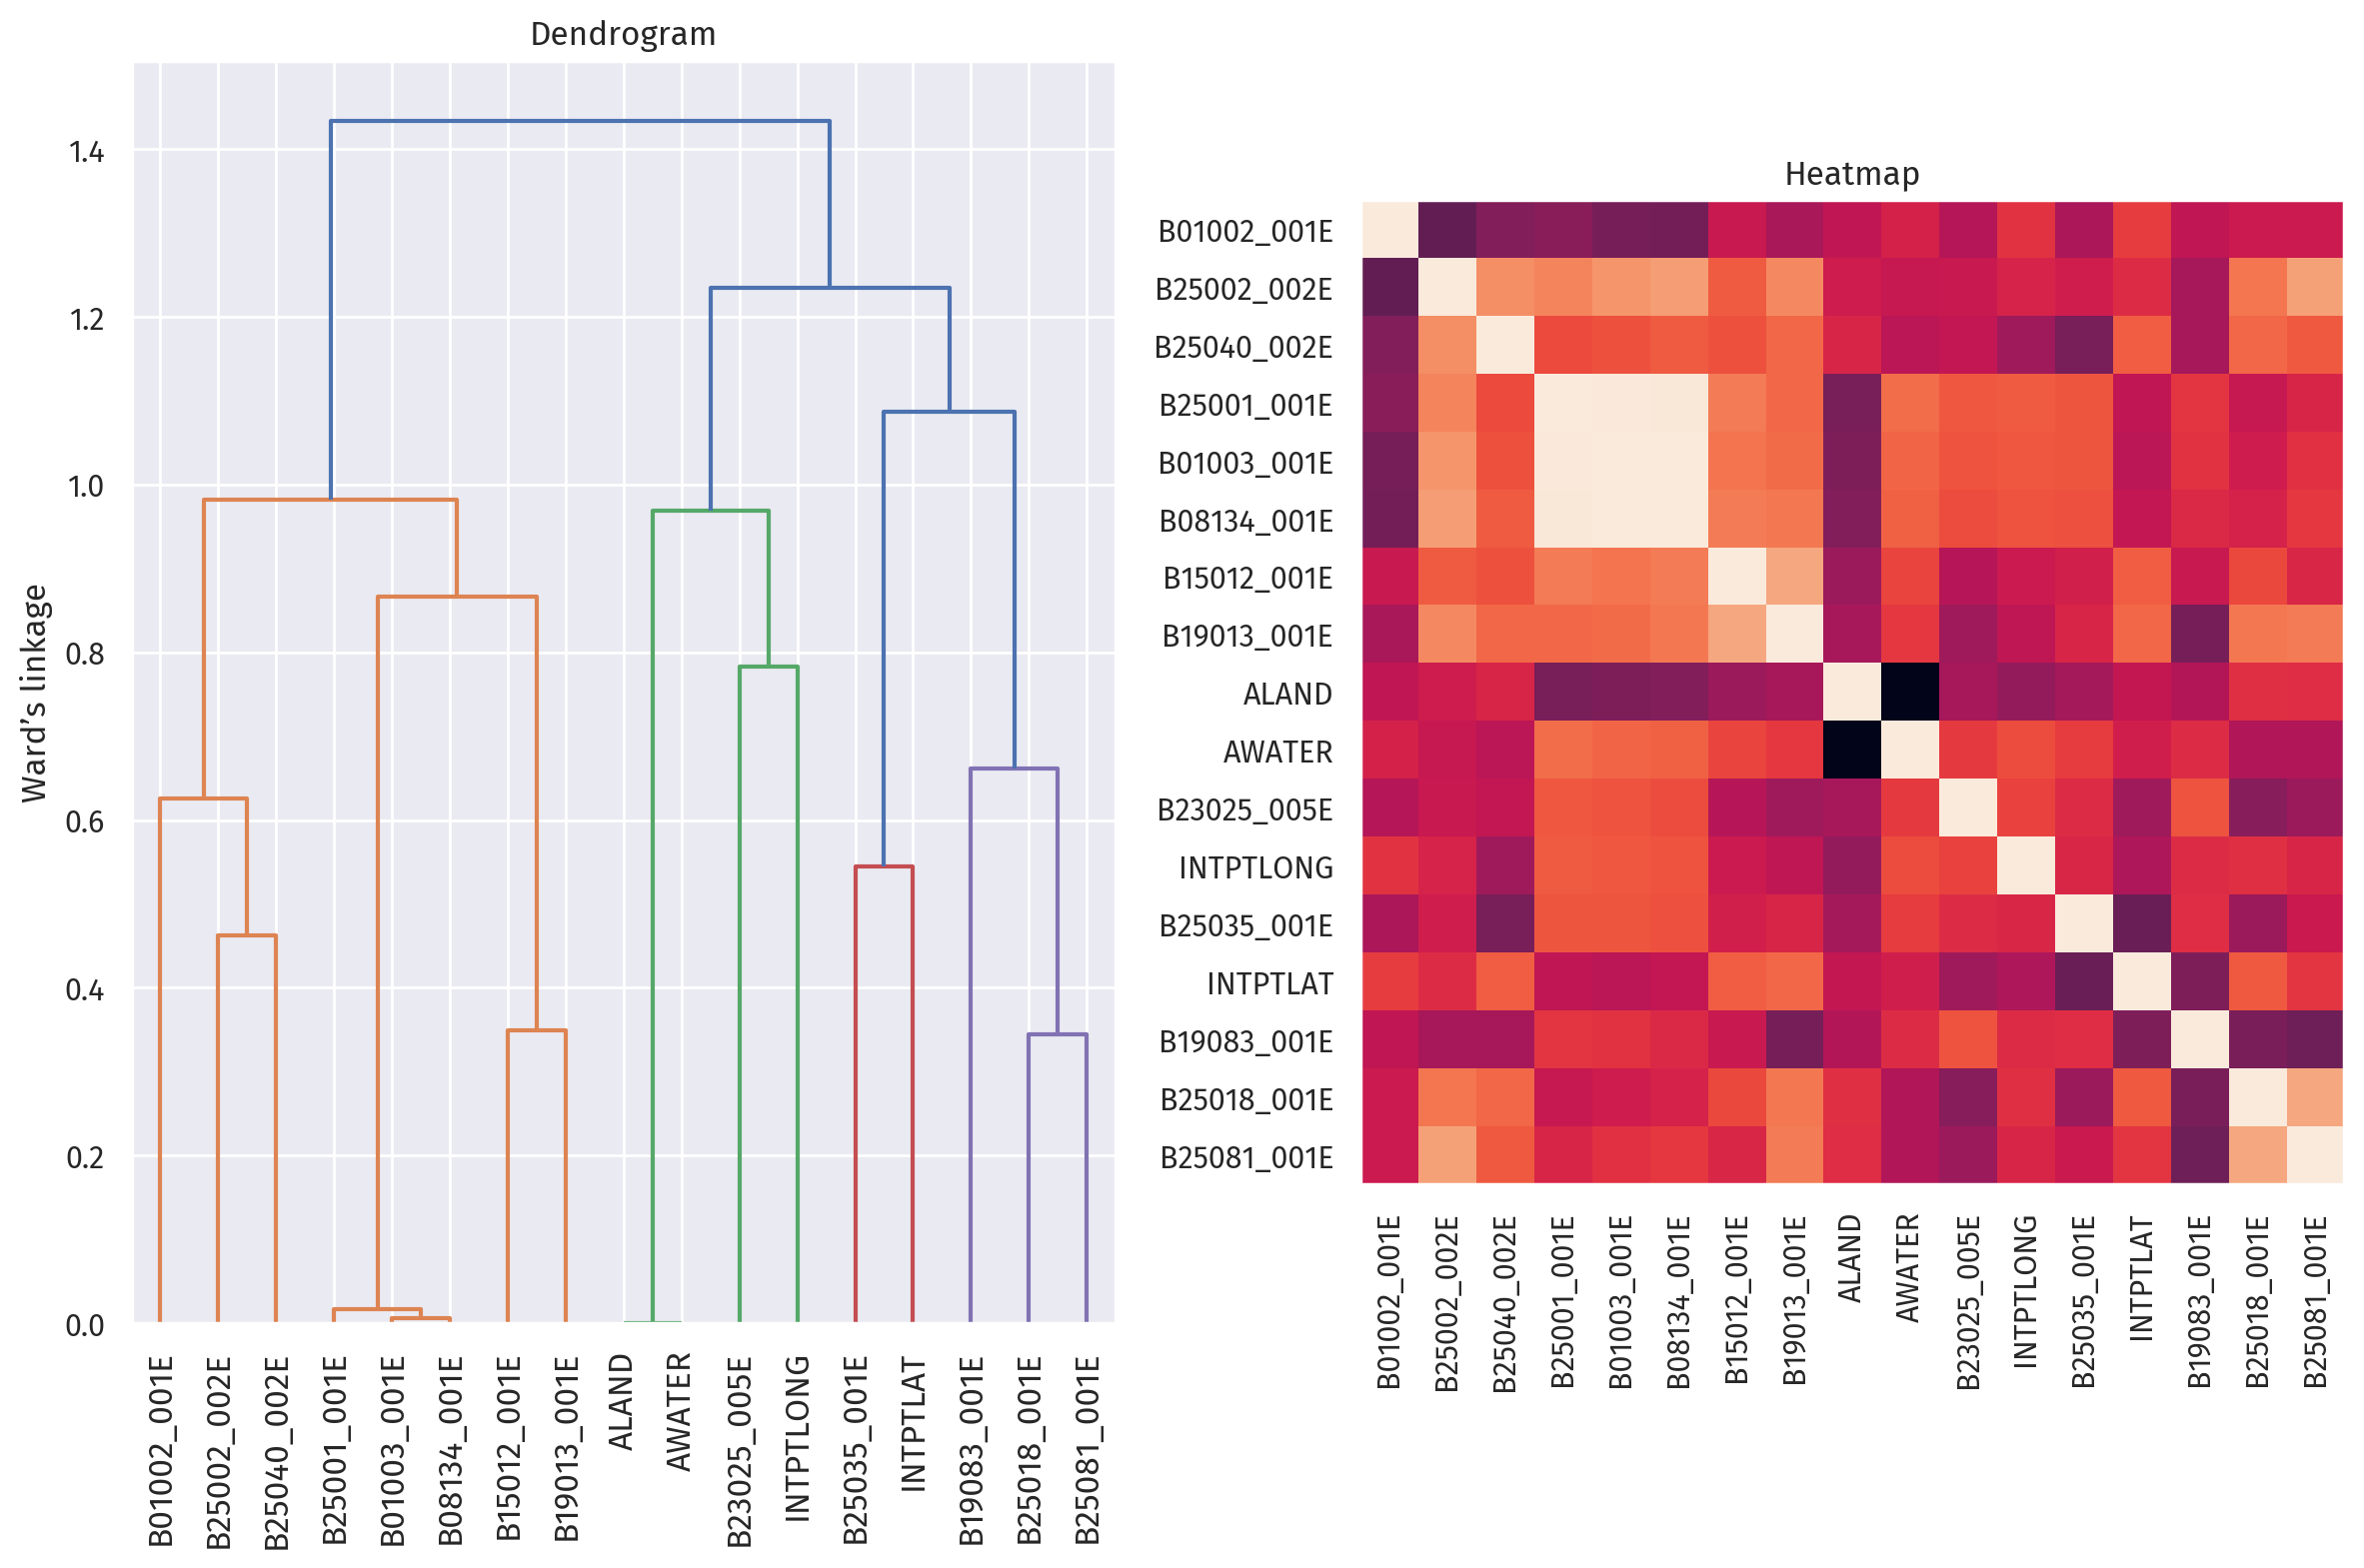 Dendrogram
Ward’s linkage
1.4
1.2
1.0
0.8
0.6
0.4
0.2
0.0
B01002_001E
B25002_002E
B25040_002E
B25001_001E
B01003_001E
B08134_001E
B15012_001E
B19013_001E
ALAND
AWATER
B23025_005E
INTPTLONG
B25035_001E
INTPTLAT
B19083_001E
B25018_001E
B25081_001E
Heatmap
B01002_001E
B25002_002E
B25040_002E
B25001_001E
B01003_001E
B08134_001E
B15012_001E
B19013_001E
ALAND
AWATER
B23025_005E
INTPTLONG
B25035_001E
INTPTLAT
B19083_001E
B25018_001E
B25081_001E
B01002_001E
B25002_002E
B25040_002E
B25001_001E
B01003_001E
B08134_001E
B15012_001E
B19013_001E
ALAND
AWATER
B23025_005E
INTPTLONG
B25035_001E
INTPTLAT
B19083_001E
B25018_001E
B25081_001E